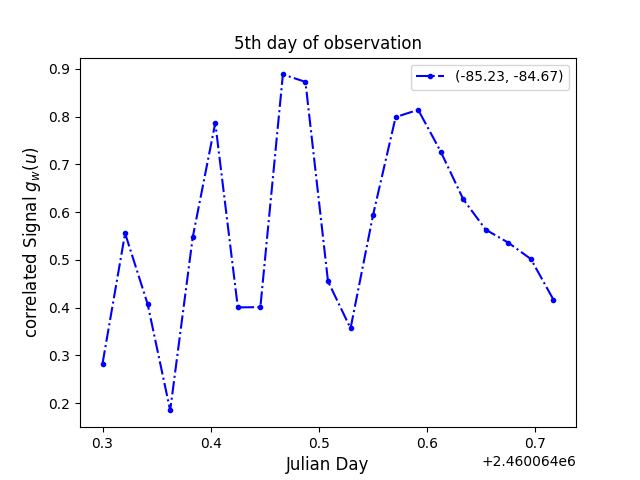 5th day of observation
(-85.23, -84.67)
correlated Signal $g_w(u)$
0.9
0.8
0.7
0.6
0.5
0.4
0.3
0.2
0.3 0.4 0.5 0.6 0.7
+2.460064e6
Julian Day